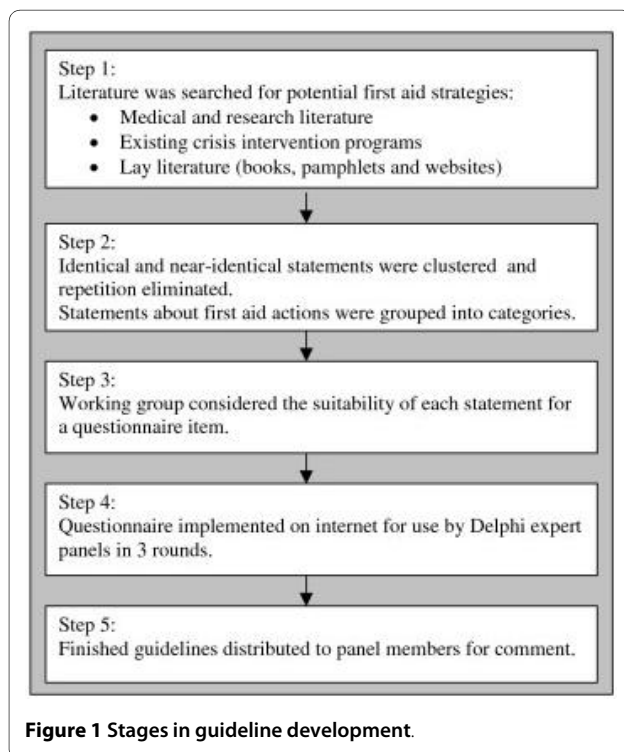 Step 1:
Literature was searched for potential first aid strategies:
• Medical and research literature
• Existing crisis intervention programs
• Lay literature (books, pamphlets and websites)
Step 2:
Identical and near-identical statements were clustered and
repetition eliminated.
Statements about first aid actions were grouped into categories.
Step 3:
Working group considered the suitability of each statement for
a questionnaire item.
Step 4:
Questionnaire implemented on internet for use by Delphi expert
panels in 3 rounds.
Step 5:
Finished guidelines distributed to panel members for comment.
Figure 1 Stages in guideline development.